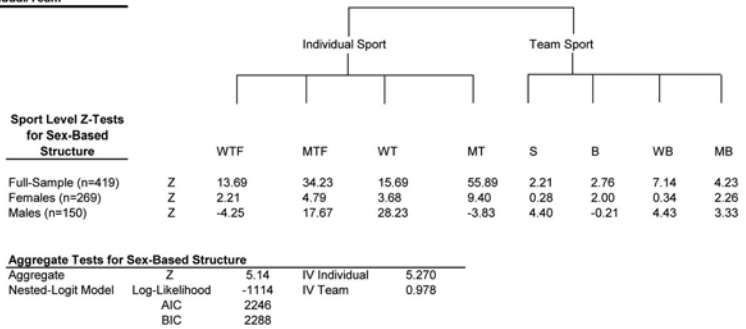 Individual Sport Team Sport
Sport Level Z-Tests
for Sex-Based
Structure WTF MTF WT MT S B WB MB
Full-Sample (n=419) Z 13.69 34.23 15.69 55.89 2.21 2.76 7.14 4.23
Females (n=269) Z 2.21 4.79 3.68 9.40 0.28 2.00 0.34 2.26
Males (n=150) Z -4.25 17.67 28.23 -3.83 4.40 -0.21 4.43 3.33
Aggregate Tests for Sex-Based Structure
Aggregate Z 5.14 IV Individual 5.270
Nested-Logit Model Log-Likelihood -1114 IV Team 0.978
AIC 2246
BIC 2288